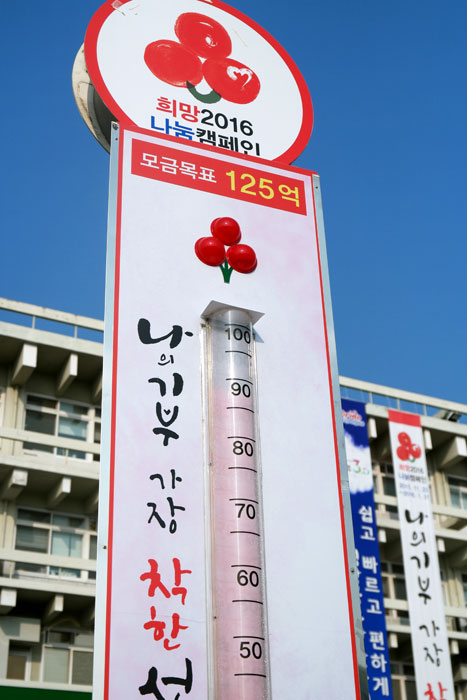 희망2016
나눔캠페인
모금목표 125억
100
90
80
70
60
50
나의
기부
가장
착한
희망2016
나눔캠페인
나의 기부 가장 착
쉽고 빠르고 편하게